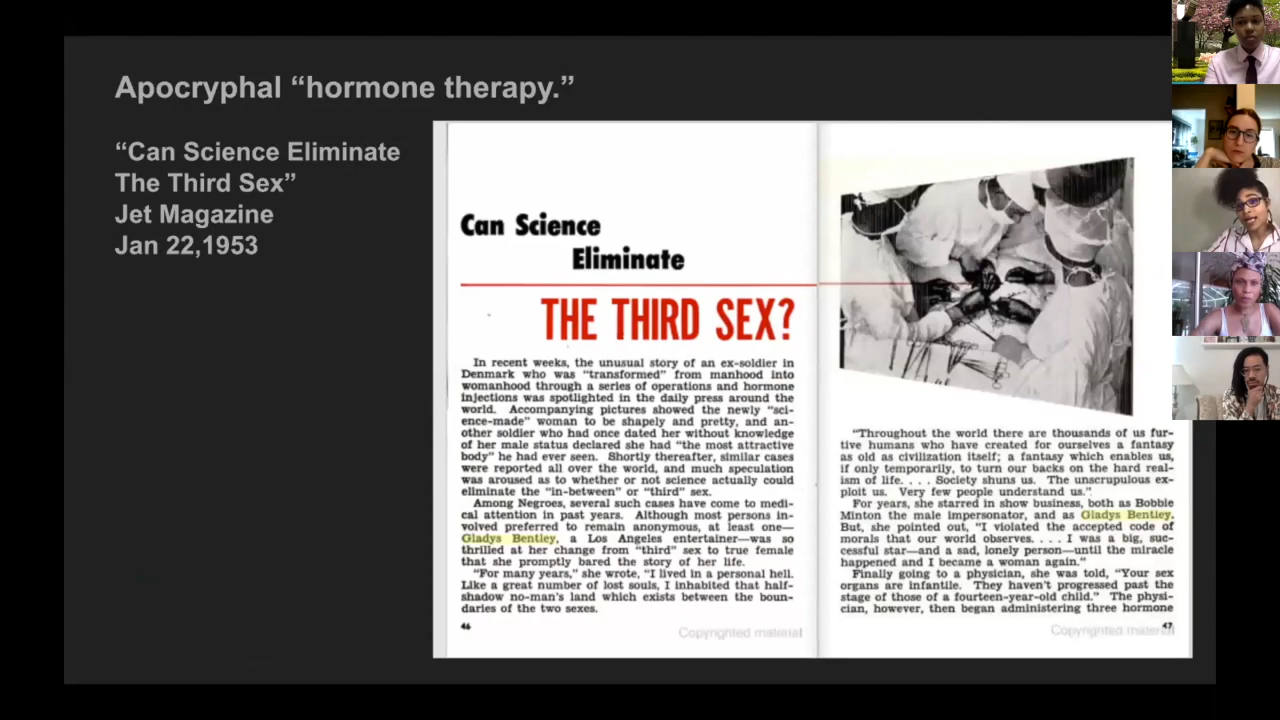 Apocryphal “hormone therapy.”
“Can Science Eliminate
The Third Sex”
Jet Magazine
Jan 22,1953
Can Science
Eliminate
THE THIRD SEX?
In recent weeks, the unusual story of an ex-soldier in
Denmark who was “transformed” from manhood into
womanhood through a series of operations and hormone
injections was spotlighted in the daily press around the
world. Accompanying pictures showed the newly “sci-
ence-made” woman to be shapely and pretty, and an-
other soldier who had once dated her without knowledge
of her male status declared she had “the most attractive
body” he had ever seen. Shortly thereafter, similar cases
were reported all over the world, and much speculation
was aroused as to whether or not science actually could
eliminate the “in-between” or “third” sex.
Among Negroes, several such cases have come to medi-
cal attention in past years. Although most persons in-
volved preferred to remain anonymous, at least one—
Gladys Bentley, a Los Angeles entertainer—was so
thrilled at her change from “third” sex to true female
that she promptly bared the story of her life.
“For many years,” she wrote, “I lived in a personal hell.
Like a great number of lost souls, I inhabited that half-
shadow no-man’s land which exists between the boun-
daries of the two sexes.
46
Copyrighted material
“Throughout the world there are thousands of us fur-
tive humans who have created for ourselves a fantasy
as old as civilization itself; a fantasy which enables us,
if only temporarily, to turn our backs on the hard real-
ism of life. . . . Society shuns us. The unscrupulous ex-
ploit us. Very few people understand us.”
For years, she starred in show business, both as Bobbie
Minton the male impersonator, and as Gladys Bentley.
But, she pointed out, “I violated the accepted code of
morals that our world observes. . . . I was a big, suc-
cessful star—and a sad, lonely person—until the miracle
happened and I became a woman again.”
Finally going to a physician, she was told, “Your sex
organs are infantile. They haven’t progressed past the
stage of those of a fourteen-year-old child.” The physi-
cian, however, then began administering three hormone
47
Copyrighted material